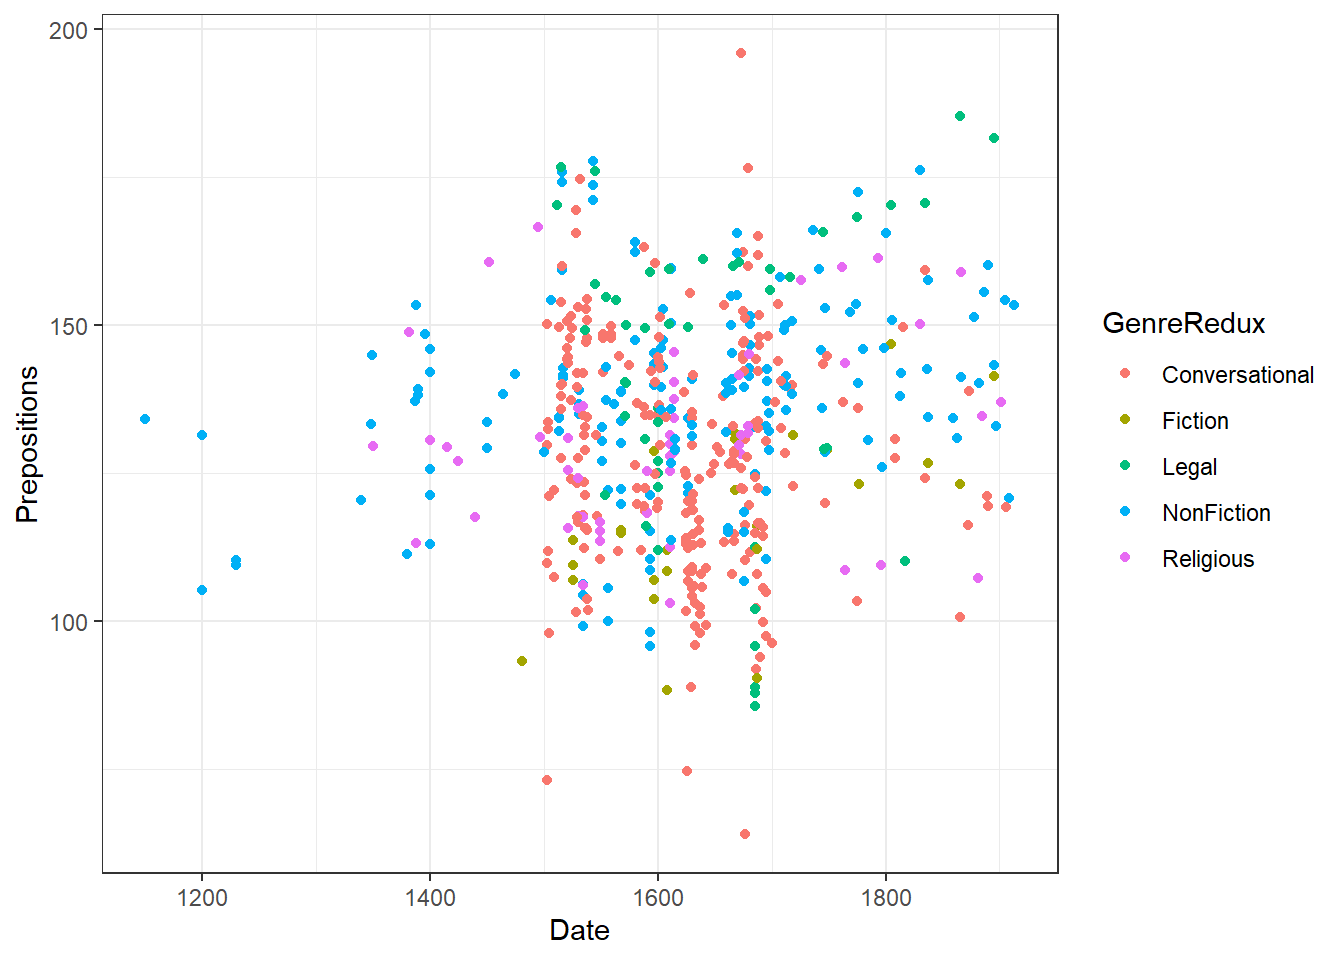 200
150
100
Prepositions
1200
1400
1600
1800
Date
GenreRedux
Conversational
Fiction
Legal
NonFiction
Religious